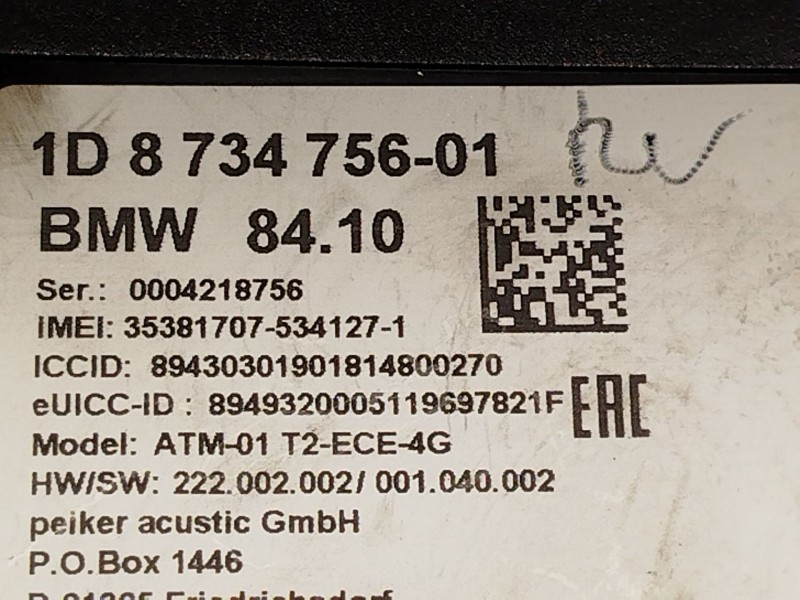 1D 8 734 756-01
BMW 84.10
Ser.: 0004218756
IMEI: 35381707-534127-1
ICCID: 89430301901814800270
eUICC-ID : 8949320005119697821F
EAC
Model: ATM-01 T2-ECE-4G
HW/SW: 222.002.002/ 001.040.002
peiker acustic GmbH
P.O.Box 1446